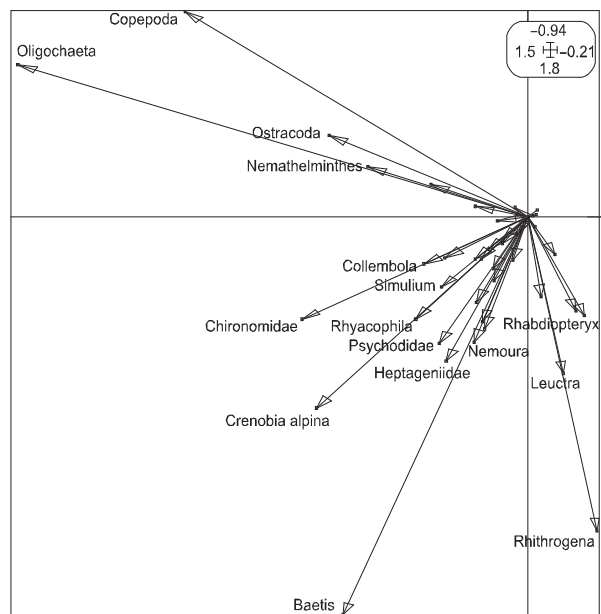 Copepoda
−0.94
1.5 −0.21
1.8
Oligochaeta
Ostracoda
Nemathelminthes
Collembola
Simulium
Chironomidae
Rhyacophila
Rhabdiopteryx
Psychodidae
Nemoura
Heptageniidae
Leuctra
Crenobia alpina
Rhithrogena
Baetis